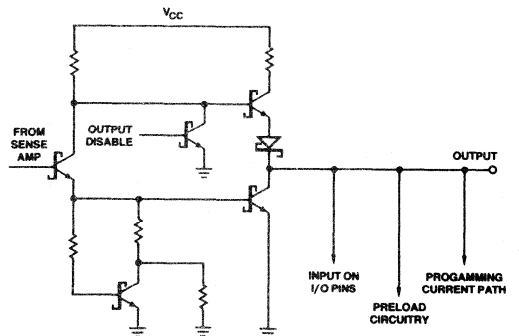 VCC
FROM
SENSE
AMP
OUTPUT
DISABLE
OUTPUT
INPUT ON
I/O PINS
PRELOAD
CIRCUITRY
PROGAMMING
CURRENT PATH